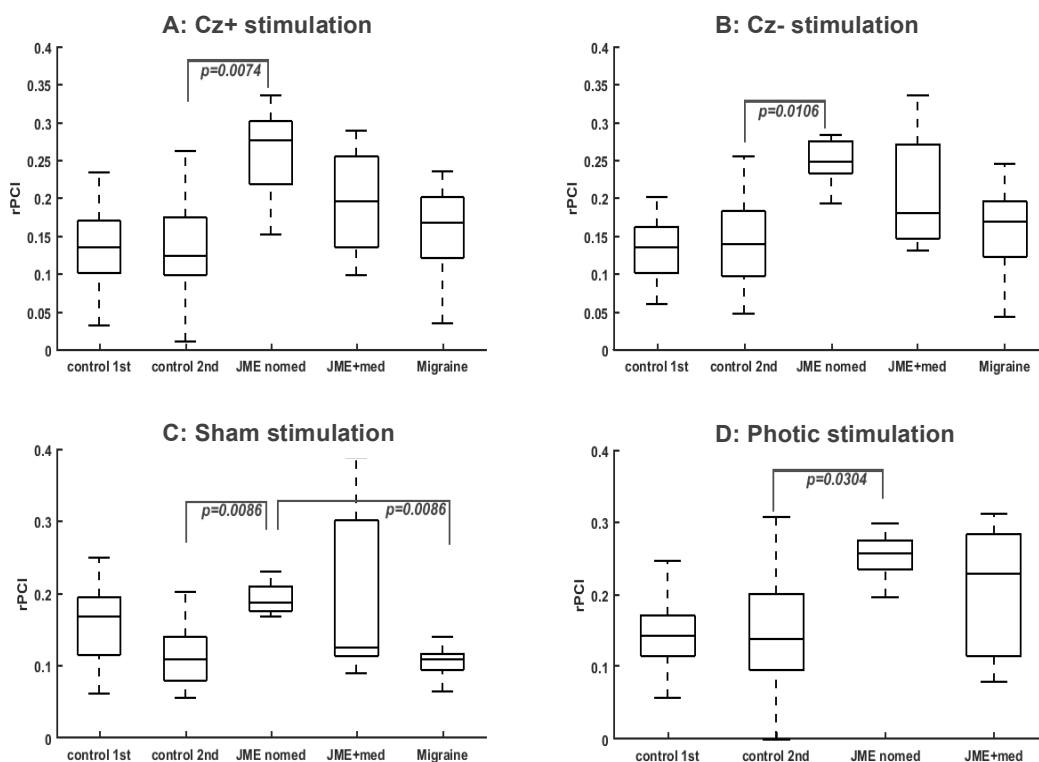 A: Cz+ stimulation
0.4
0.35
0.3
0.25
0.2
0.15
0.1
0.05
0
rPCI
p=0.0074
control 1st control 2nd JME nomed JME+med Migraine
B: Cz- stimulation
0.4
0.35
0.3
0.25
0.2
0.15
0.1
0.05
0
rPCI
p=0.0106
control 1st control 2nd JME nomed JME+med Migraine
C: Sham stimulation
0.4
0.3
0.2
0.1
0
rPCI
p=0.0086
p=0.0086
control 1st control 2nd JME nomed JME+med Migraine
D: Photic stimulation
0.4
0.3
0.2
0.1
0
rPCI
p=0.0304
control 1st control 2nd JME nomed JME+med